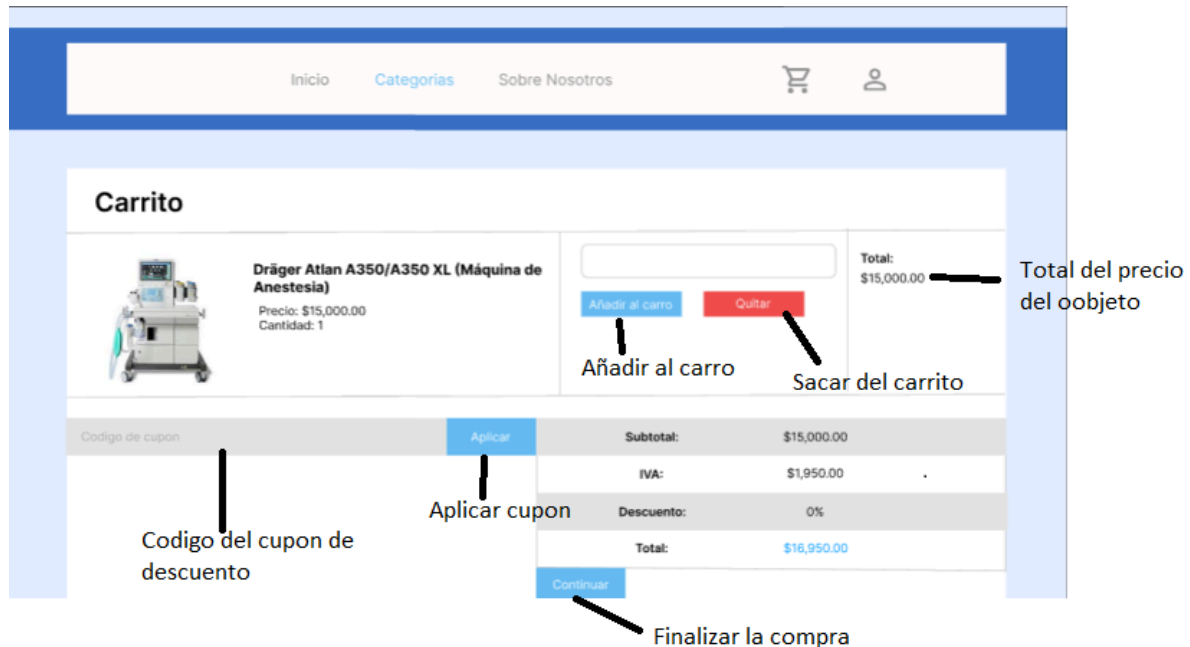 Inicio Categorias Sobre Nosotros
Carrito
Dräger Atlan A350/A350 XL (Máquina de
Anestesia)
Precio: $15,000.00
Cantidad: 1
Añadir al carro Quitar
Total:
$15,000.00
Total del precio
del oobjeto
Añadir al carro
Sacar del carrito
Codigo de cupon Aplicar
Subtotal: $15,000.00
IVA: $1,950.00 .
Descuento: 0%
Total: $16,950.00
Aplicar cupon
Codigo del cupon de
descuento
Continuar
Finalizar la compra